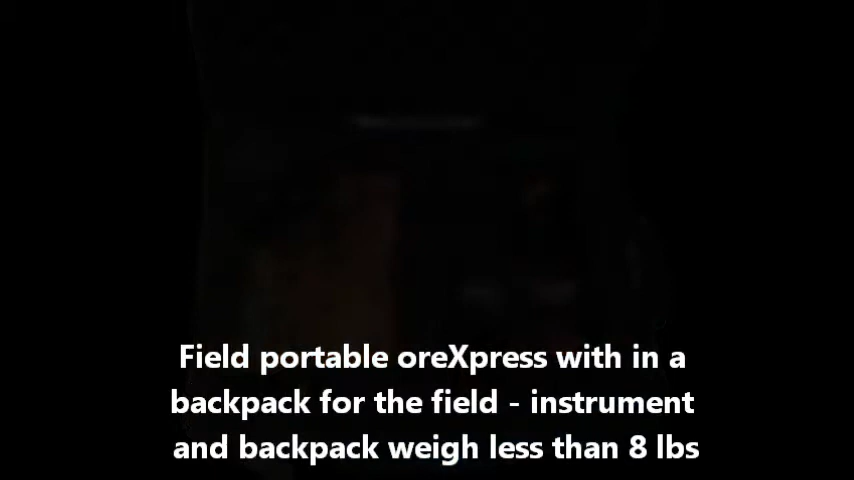 Field portable oreXpress with in a
backpack for the field - instrument
and backpack weigh less than 8 lbs